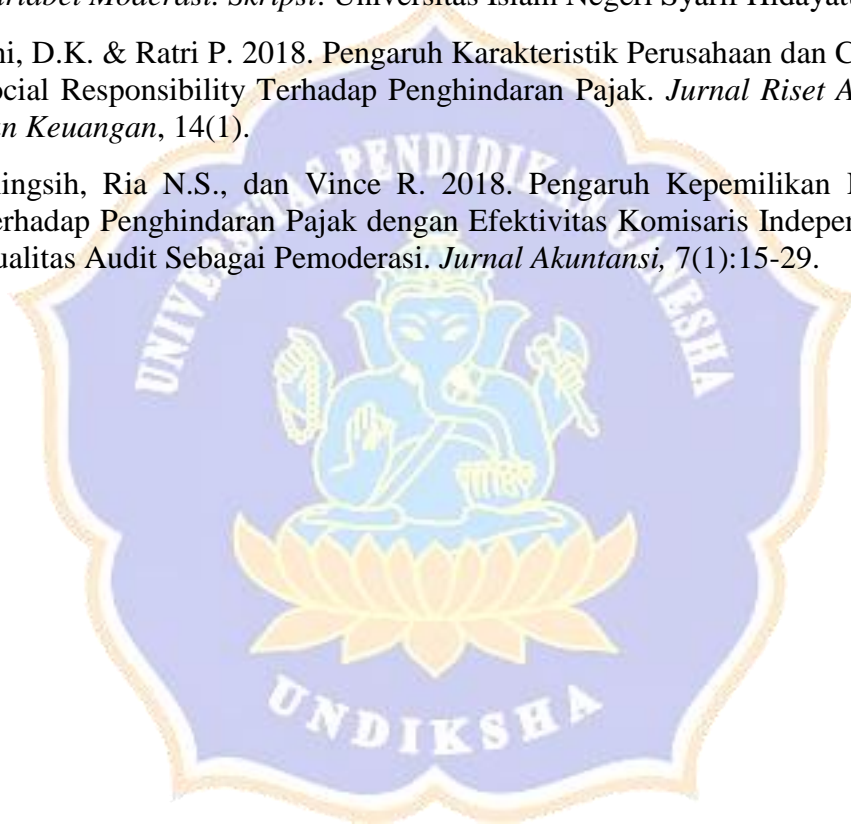 Variabel Moderasi. Skripsi. Universitas Islam Negeri Syarif
ni, D.K. & Ratri P. 2018. Pengaruh Karakteristik Perusahaan dan C
ocial Responsibility Terhadap Penghindaran Pajak. Jurnal Riset A
an Keuangan, 14(1).
ingsih, Ria N.S., dan Vince R. 2018. Pengaruh Kepemilikan
erhadap Penghindaran Pajak dengan Efektivitas Komisaris Indepen
ualitas Audit Sebagai Pemoderasi. Jurnal Akuntansi, 7(1):15-29.
UNIVERSITAS PENDIDIKAN GANESHA
UNDIKSHA